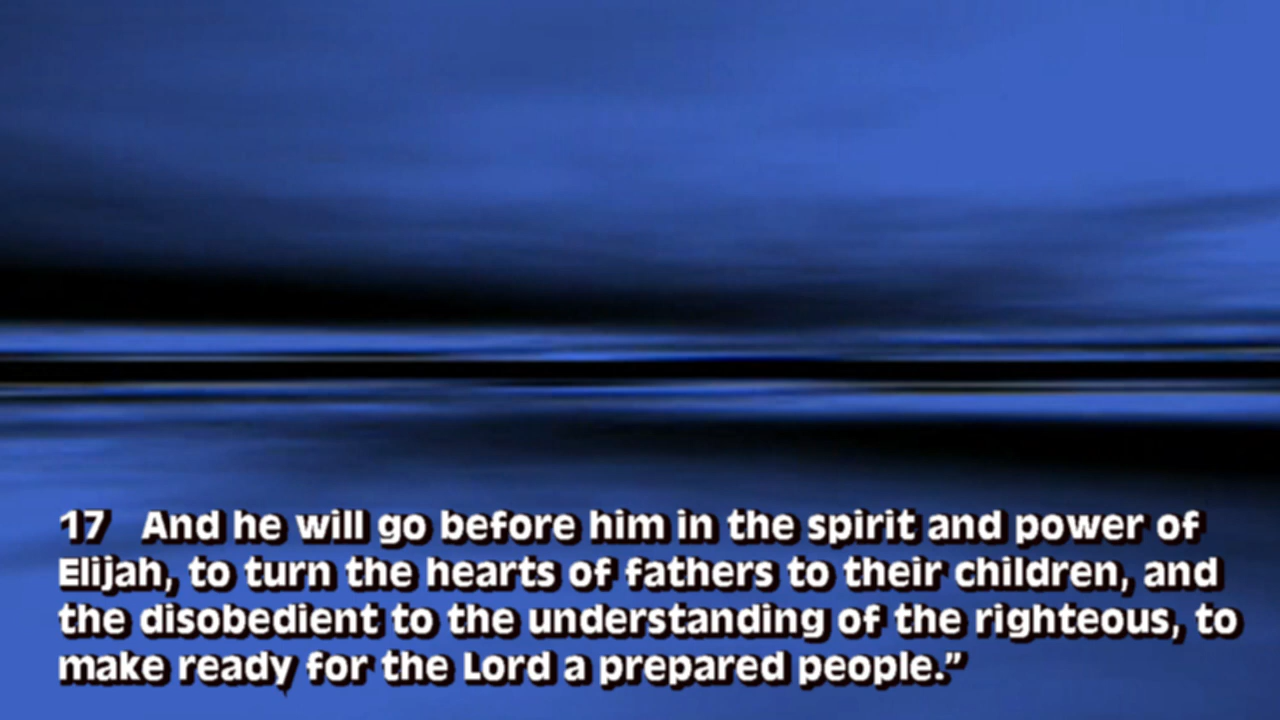 17 And he will go before him in the spirit and power of
Elijah, to turn the hearts of fathers to their children, and
the disobedient to the understanding of the righteous, to
make ready for the Lord a prepared people.”